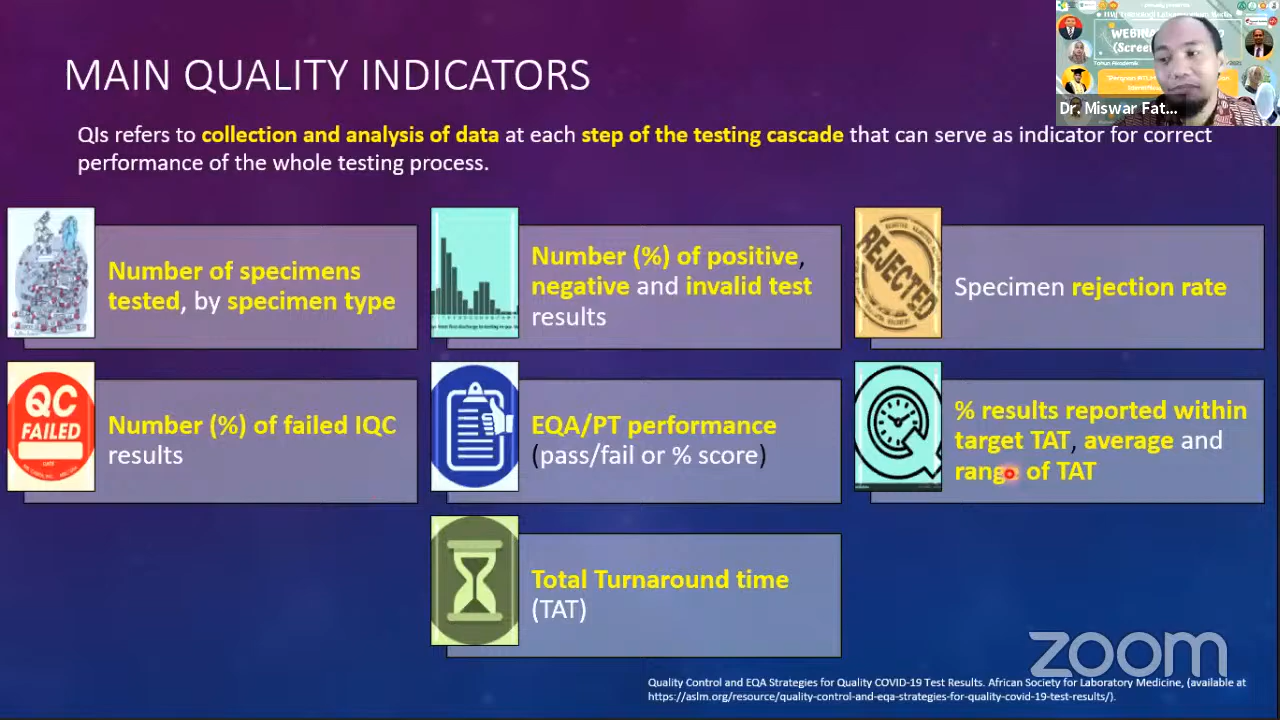 MAIN QUALITY INDICATORS
QIs refers to collection and analysis of data at each step of the testing cascade that can serve as indicator for correct
performance of the whole testing process.
Number of specimens
tested, by specimen type
Number (%) of positive,
negative and invalid test
results
REJECTED
Specimen rejection rate
QC
FAILED
Number (%) of failed IQC
results
EQA/PT performance
(pass/fail or % score)
% results reported within
target TAT, average and
range of TAT
Total Turnaround time
(TAT)
Quality Control and EQA Strategies for Quality COVID-19 Test Results. African Society for Laboratory Medicine, (available at
https://aslm.org/resource/quality-control-and-eqa-strategies-for-quality-covid-19-test-results/).
zoom
Dr. Miswar Fat...